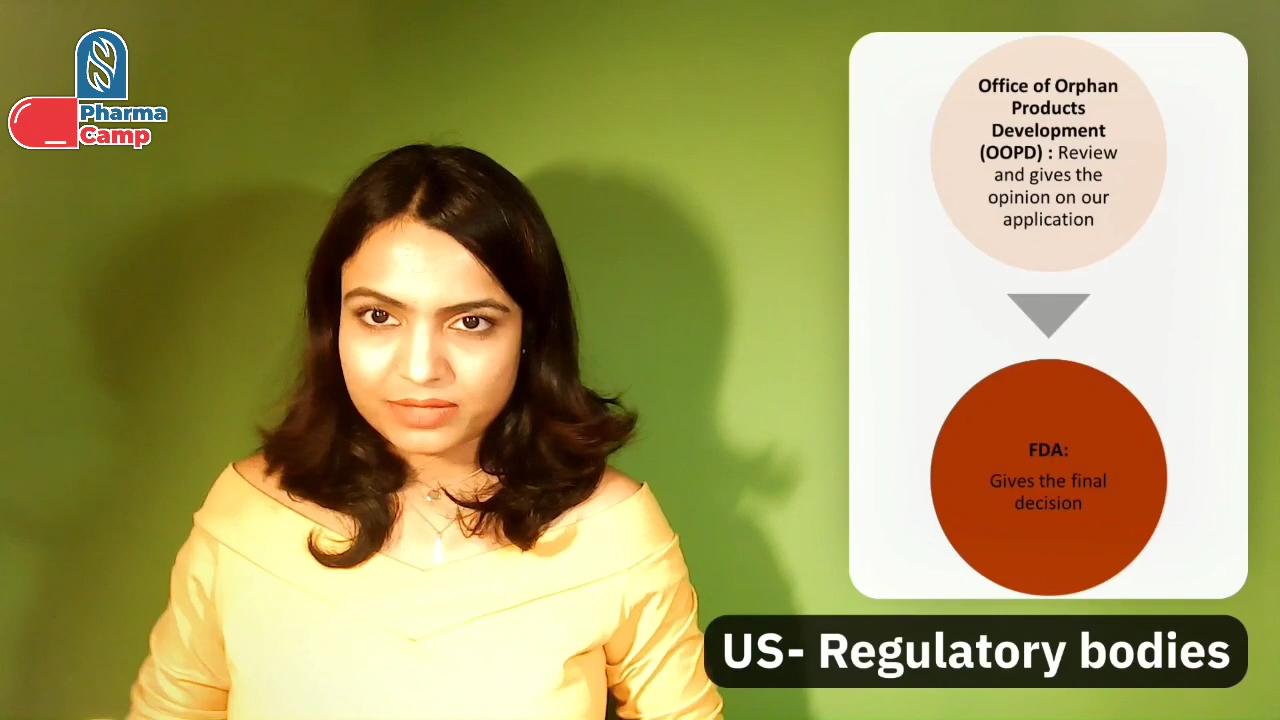 Pharma
Camp
Office of Orphan
Products
Development
(OOPD) : Review
and gives the
opinion on our
application
FDA:
Gives the final
decision
US- Regulatory bodies